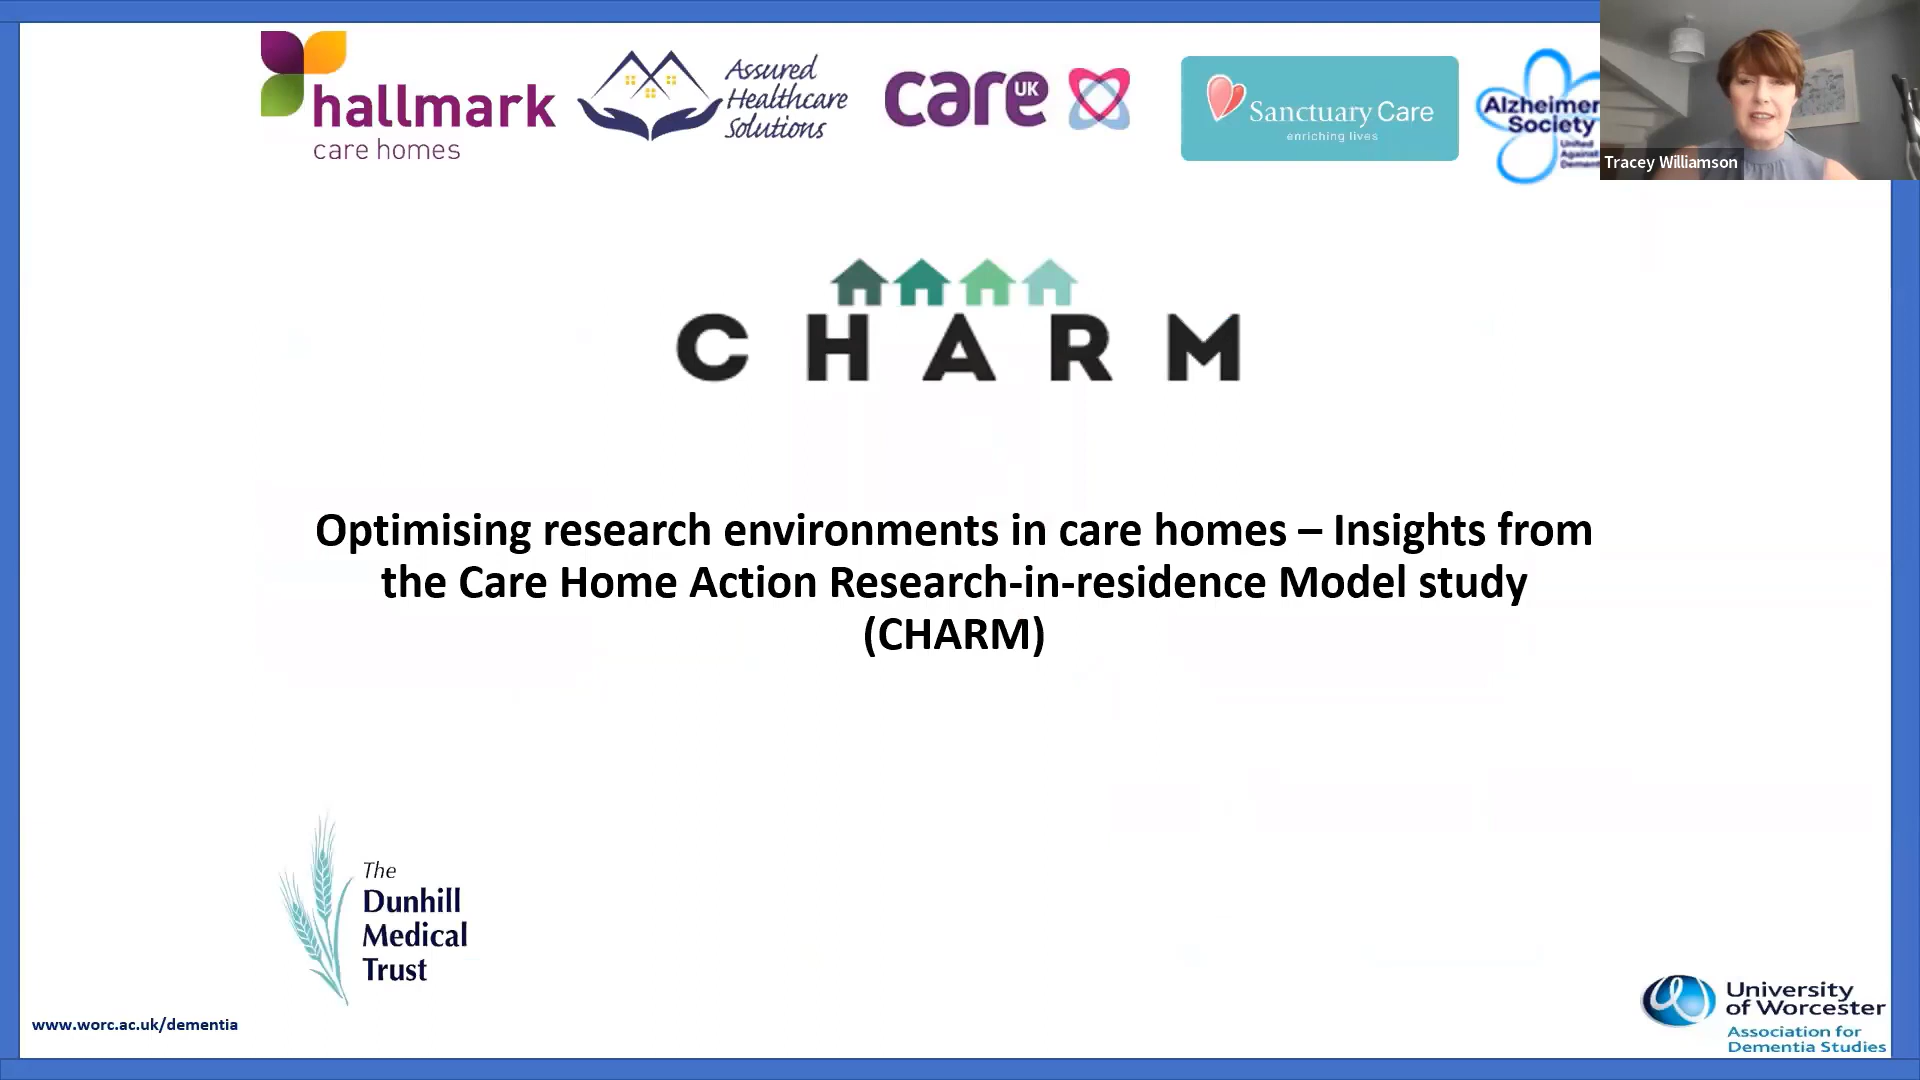 hallmark
care homes
Assured
Healthcare
Solutions
care UK
Sanctuary Care
enriching lives
Alzheimer
Society
United
Against
Tracey Williamson
CHARM
Optimising research environments in care homes – Insights from
the Care Home Action Research-in-residence Model study
(CHARM)
The
Dunhill
Medical
Trust
www.worc.ac.uk/dementia
University
of Worcester
Association for
Dementia Studies